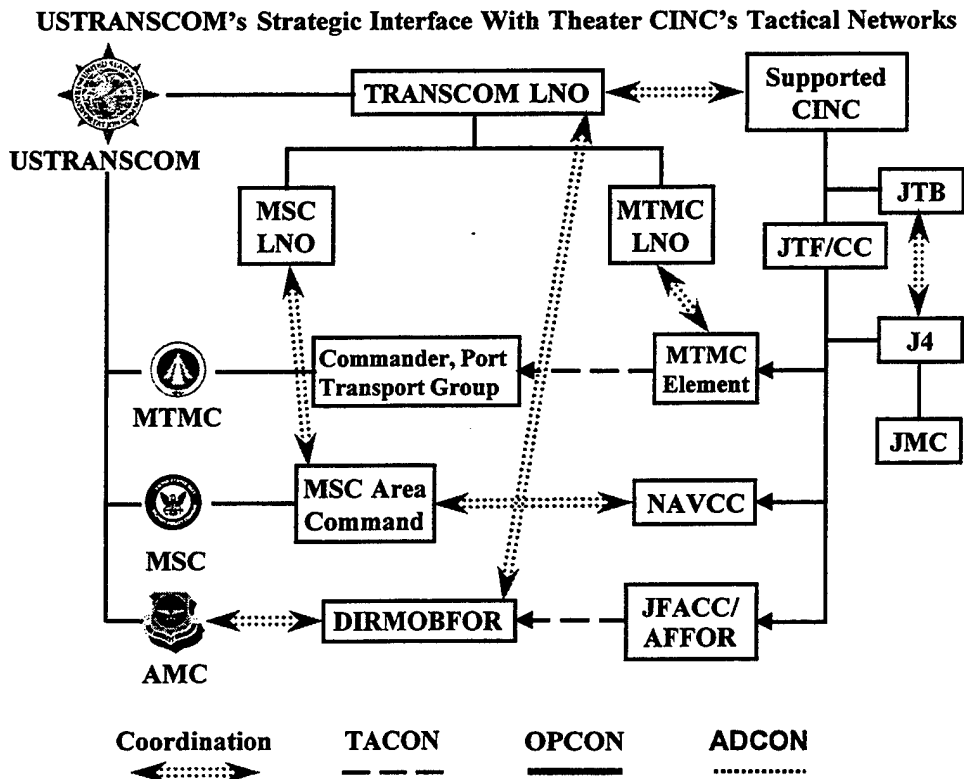 USTRANSCOM's Strategic Interface With Theater CINC's Tactical Networks
USTRANSCOM
TRANSCOM LNO
Supported
CINC
MSC
LNO
MTMC
LNO
JTB
JTF/CC
J4
JMC
MTMC
Commander, Port
Transport Group
MTMC
Element
MSC
MSC Area
Command
NAVCC
AMC
DIRMOBFOR
JFACC/
AFFOR
Coordination
TACON
OPCON
ADCON